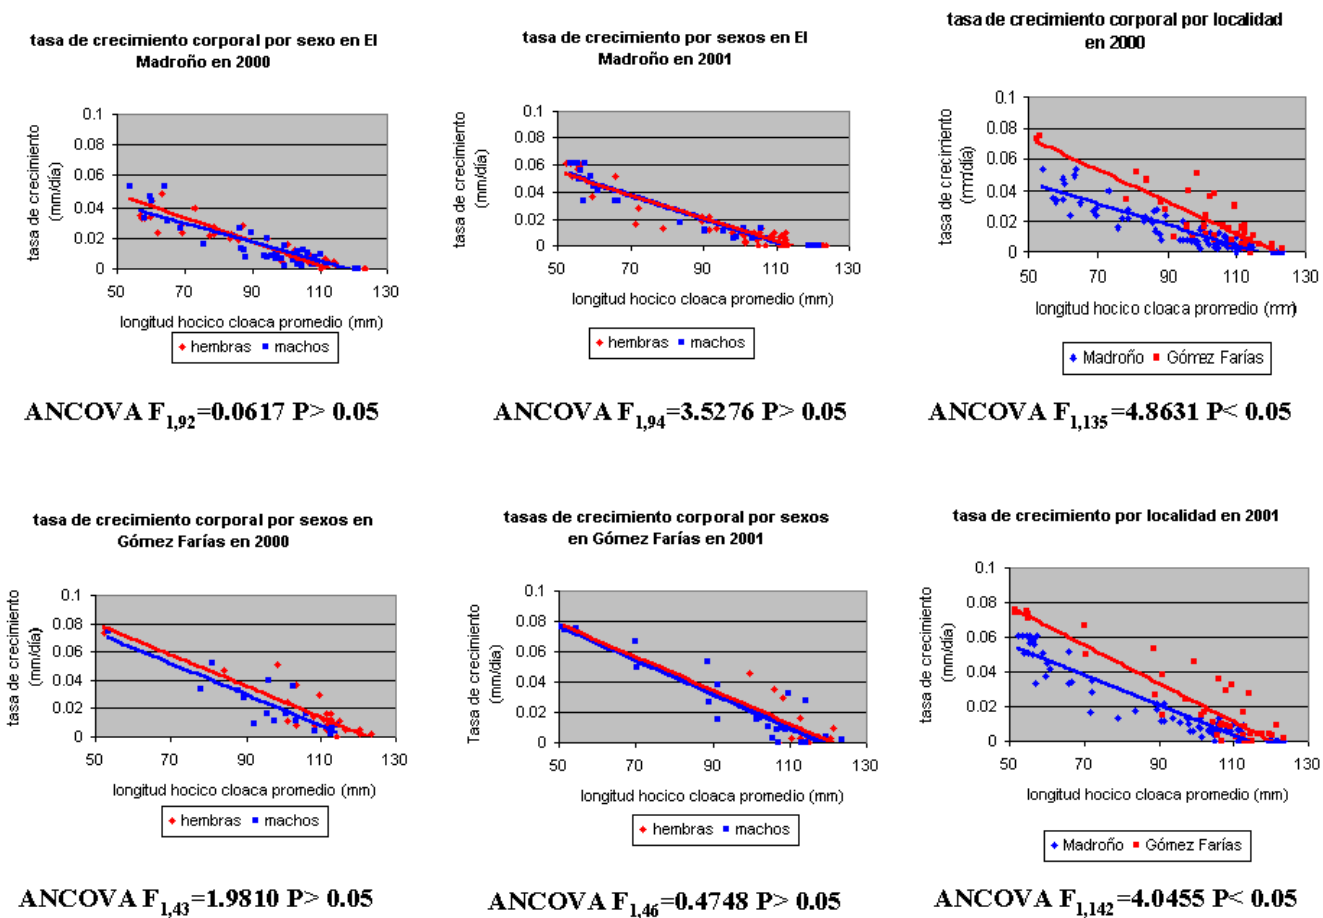 tasa de crecimiento corporal por sexo en El
Madroño en 2000
tasa de crecimiento (mm/día)
0.1
0.08
0.06
0.04
0.02
0
50 70 90 110 130
longitud hocico cloaca promedio (mm)
hembras machos
ANCOVA F1,92=0.0617 P> 0.05
tasa de crecimiento por sexos en El
Madroño en 2001
tasa de crecimiento (mm/día)
0.1
0.08
0.06
0.04
0.02
0
50 70 90 110 130
longitud hocico cloaca promedio (mm)
hembras machos
ANCOVA F1,94=3.5276 P> 0.05
tasa de crecimiento corporal por localidad
en 2000
tasa de crecimiento (mm/día)
0.1
0.08
0.06
0.04
0.02
0
50 70 90 110 130
longitud hocico cloaca promedio (mm)
Madroño Gómez Farías
ANCOVA F1,135=4.8631 P< 0.05
tasa de crecimiento corporal por sexos en
Gómez Farías en 2000
tasa de crecimiento (mm/día)
0.1
0.08
0.06
0.04
0.02
0
50 70 90 110 130
longitud hocico cloaca promedio (mm)
hembras machos
ANCOVA F1,43=1.9810 P> 0.05
tasas de crecimiento corporal por sexos
en Gómez Farías en 2001
Tasa de crecimiento (mm/día)
0.1
0.08
0.06
0.04
0.02
0
50 70 90 110 130
longitud hocico cloaca promedio (mm)
hembras machos
ANCOVA F1,46=0.4748 P> 0.05
tasa de crecimiento por localidad en 2001
tasa de crecimiento (mm/día)
0.1
0.08
0.06
0.04
0.02
0
50 70 90 110 130
longitud hocico cloaca promedio (mm)
Madroño Gómez Farías
ANCOVA F1,142=4.0455 P< 0.05